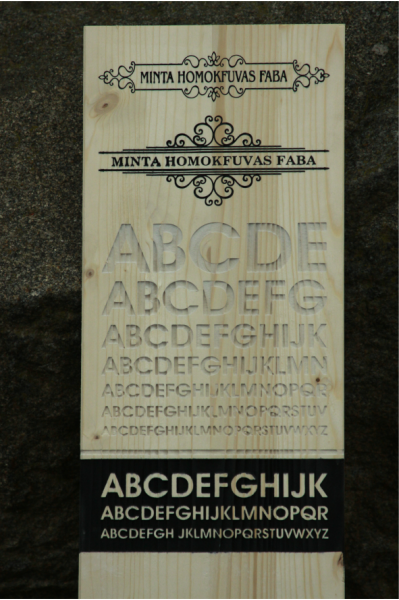 MINTA HOMOKFUVAS FABA
MINTA HOMOKFUVAS FABA
ABCDE
ABCDEFG
ABCDEFGHIJK
ABCDEFGHIJKLMN
ABCDEFGHIJKLMNOPQR
ABCDEFGHIJKLMNOPQRSTUV
ABCDEFGHIJKLMNOPQRSTUVWXYZ
ABCDEFGHIJK
ABCDEFGHIJKLMNOPQR
ABCDEFGH JKLMNOPQRSTUVWXYZ